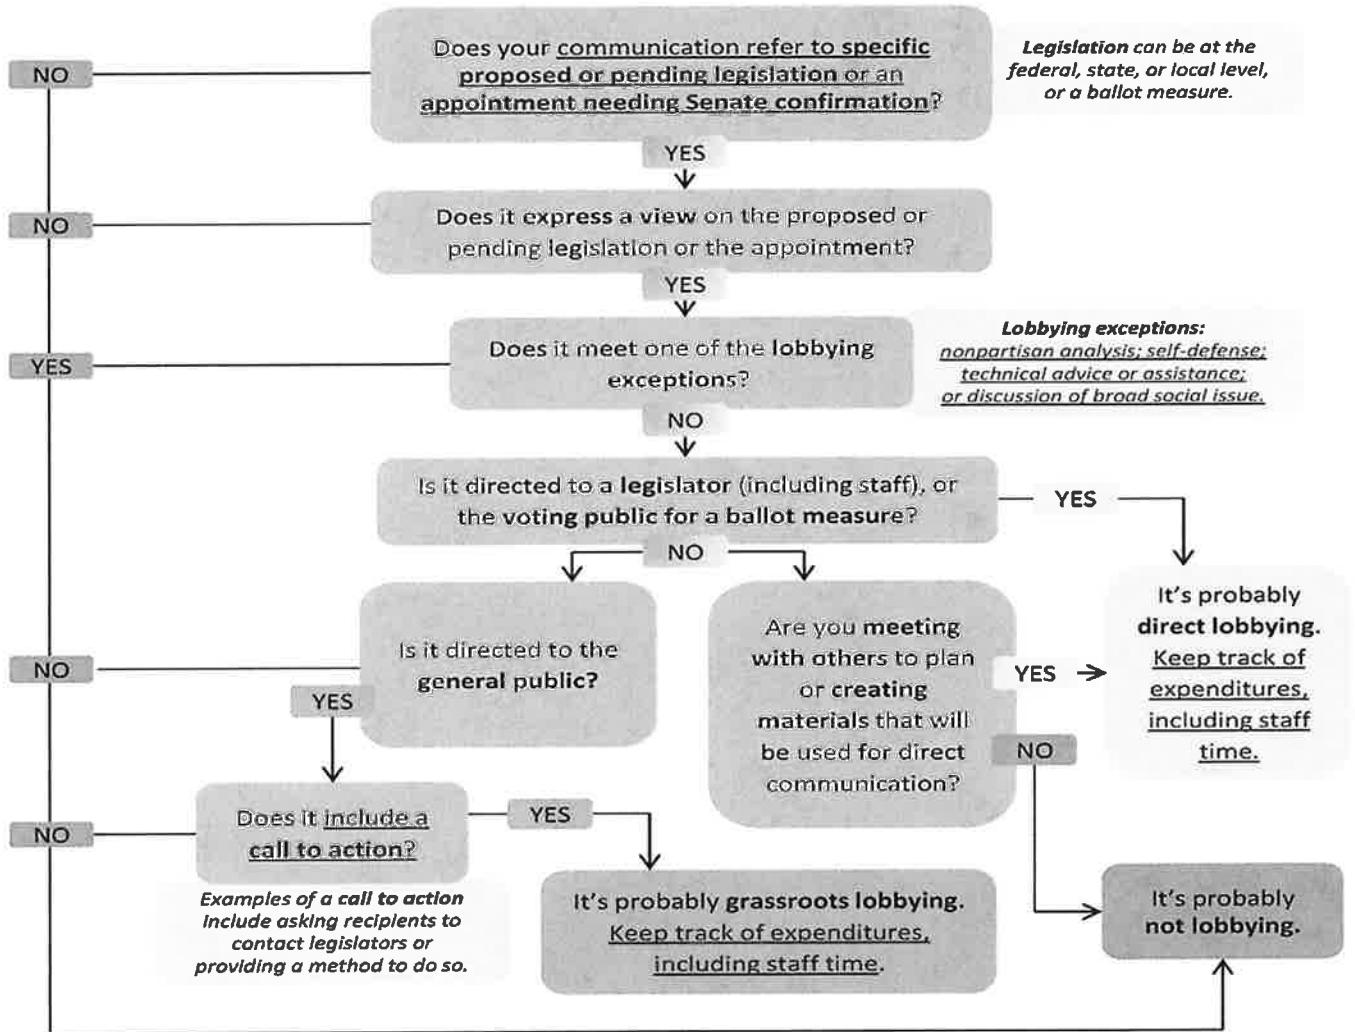 Does your communication refer to specific
proposed or pending legislation or an
appointment needing Senate confirmation?
Legislation can be at the
federal, state, or local level,
or a ballot measure.
NO
YES
Does it express a view on the proposed or
pending legislation or the appointment?
NO
YES
Does it meet one of the lobbying
exceptions?
Lobbying exceptions:
nonpartisan analysis; self-defense;
technical advice or assistance;
or discussion of broad social issue.
YES
NO
Is it directed to a legislator (including staff), or
the voting public for a ballot measure?
YES
NO
Is it directed to the
general public?
NO
YES
Are you meeting
with others to plan
or creating
materials that will
be used for direct
communication?
YES
NO
It's probably
direct lobbying.
Keep track of
expenditures,
including staff
time.
Does it include a
call to action?
NO
YES
Examples of a call to action
include asking recipients to
contact legislators or
providing a method to do so.
It's probably grassroots lobbying.
Keep track of expenditures,
including staff time.
It's probably
not lobbying.